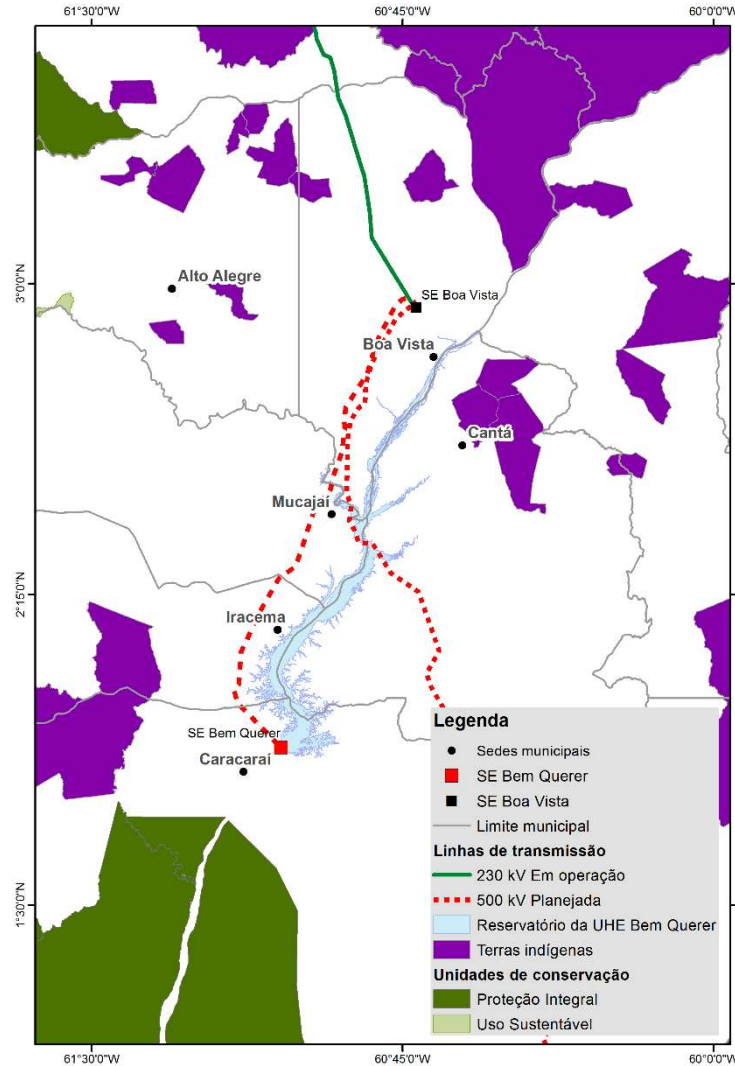 61°30'0"W
60°45'0"W
60°0'0"W
3°0'0"N
Alto Alegre
SE Boa Vista
Boa Vista
Cantá
Mucajaí
2°15'0"N
Iracema
SE Bem Querer
Caracaraí
1°30'0"N
Legenda
Sedes municipais
SE Bem Querer
SE Boa Vista
Limite municipal
Linhas de transmissão
230 kV Em operação
500 kV Planejada
Reservatório da UHE Bem Querer
Terras indígenas
Unidades de conservação
Proteção Integral
Uso Sustentável
61°30'0"W
60°45'0"W
60°0'0"W